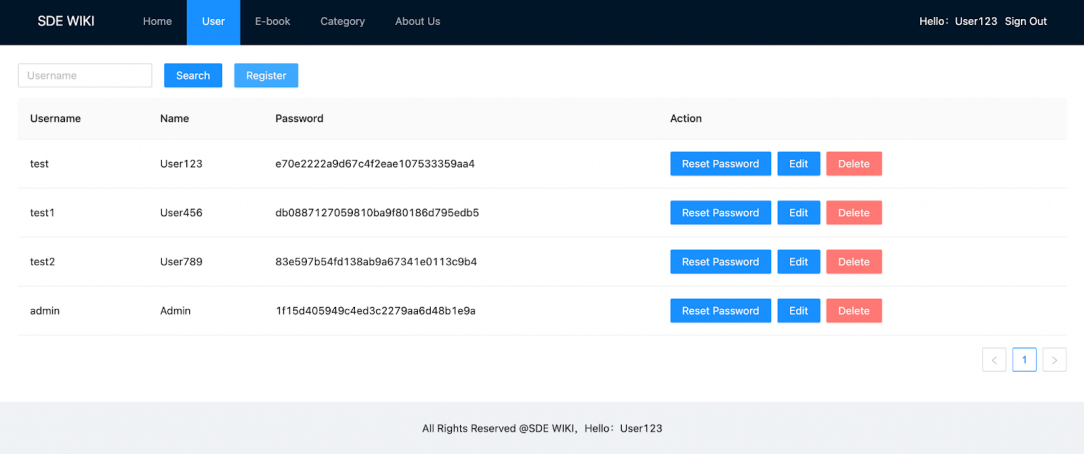 SDE WIKI Home User E-book Category About Us Hello：User123 Sign Out
Username Search Register
Username Name Password Action
test User123 e70e2222a9d67c4f2eae107533359aa4 Reset Password Edit Delete
test1 User456 db0887127059810ba9f80186d795edb5 Reset Password Edit Delete
test2 User789 83e597b54fd138ab9a67341e0113c9b4 Reset Password Edit Delete
admin Admin 1f15d405949c4ed3c2279aa6d48b1e9a Reset Password Edit Delete
< 1 >
All Rights Reserved @SDE WIKI，Hello：User123